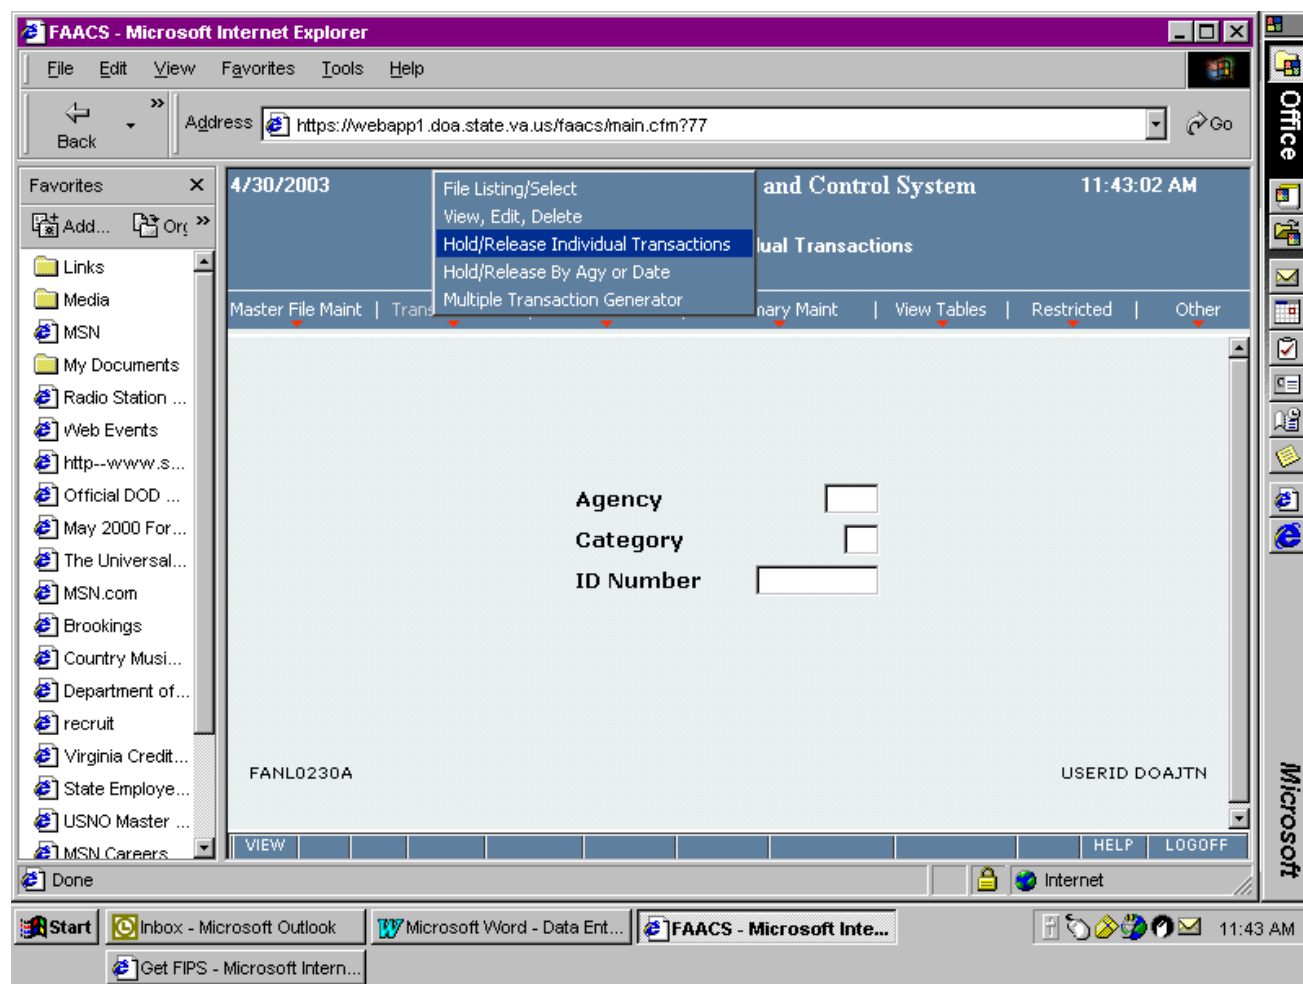 FAACS - Microsoft Internet Explorer
File Edit View Favorites Tools Help
Back
Address https://webapp1.doa.state.va.us/faacs/main.cfm?77
Go
Favorites
Add...
Links
Media
MSN
My Documents
Radio Station ...
Web Events
http--www.s...
Official DOD ...
May 2000 For...
The Universal...
MSN.com
Brookings
Country Musi...
Department of...
recruit
Virginia Credit...
State Employe...
USNO Master ...
MSN Careers
4/30/2003
and Control System
11:43:02 AM
Transactions
File Listing/Select
View, Edit, Delete
Hold/Release Individual Transactions
Hold/Release By Agy or Date
Multiple Transaction Generator
Master File Maint | Maint | View Tables | Restricted | Other
Agency
Category
ID Number
FANL0230A
USERID DOAJTN
VIEW
HELP LOGOFF
Done
Internet
Office
Microsoft
Start
Inbox - Microsoft Outlook
Microsoft Word - Data Ent...
FAACS - Microsoft Inte...
11:43 AM
Get FIPS - Microsoft Intern...